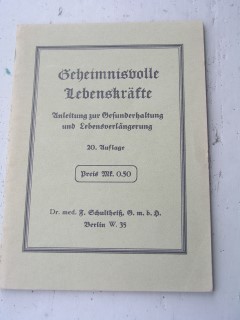 Geheimnisvolle
Lebenskräfte
Anleitung zur Gesunderhaltung
und Lebensverlängerung
20. Auflage
Preis Mk. 0.50
Dr. med. F. Schultheiß, G. m. b. H.
Berlin W. 35